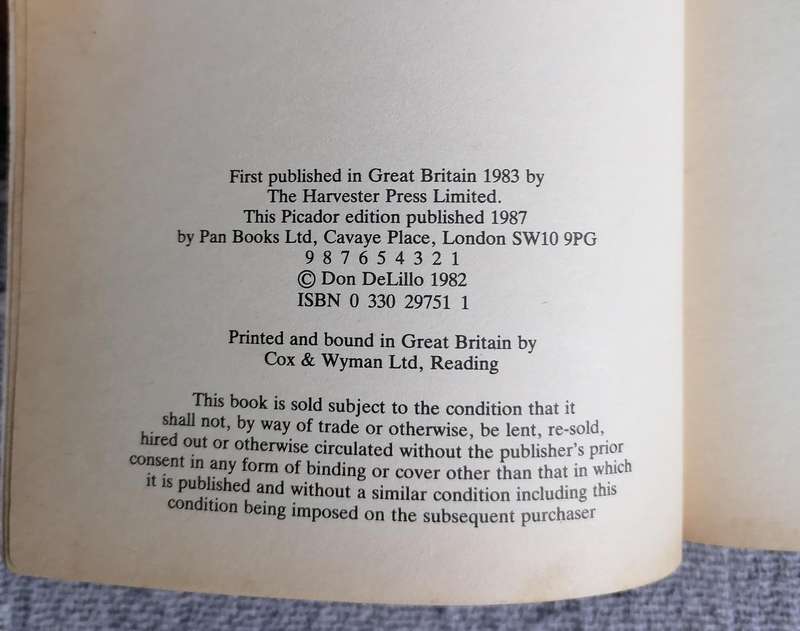 First published in Great Britain 1983 by
The Harvester Press Limited.
This Picador edition published 1987
by Pan Books Ltd, Cavaye Place, London SW10 9PG
9 8 7 6 5 4 3 2 1
© Don DeLillo 1982
ISBN 0 330 29751 1
Printed and bound in Great Britain by
Cox & Wyman Ltd, Reading
This book is sold subject to the condition that it
shall not, by way of trade or otherwise, be lent, re-sold,
hired out or otherwise circulated without the publisher's prior
consent in any form of binding or cover other than that in which
it is published and without a similar condition including this
condition being imposed on the subsequent purchaser